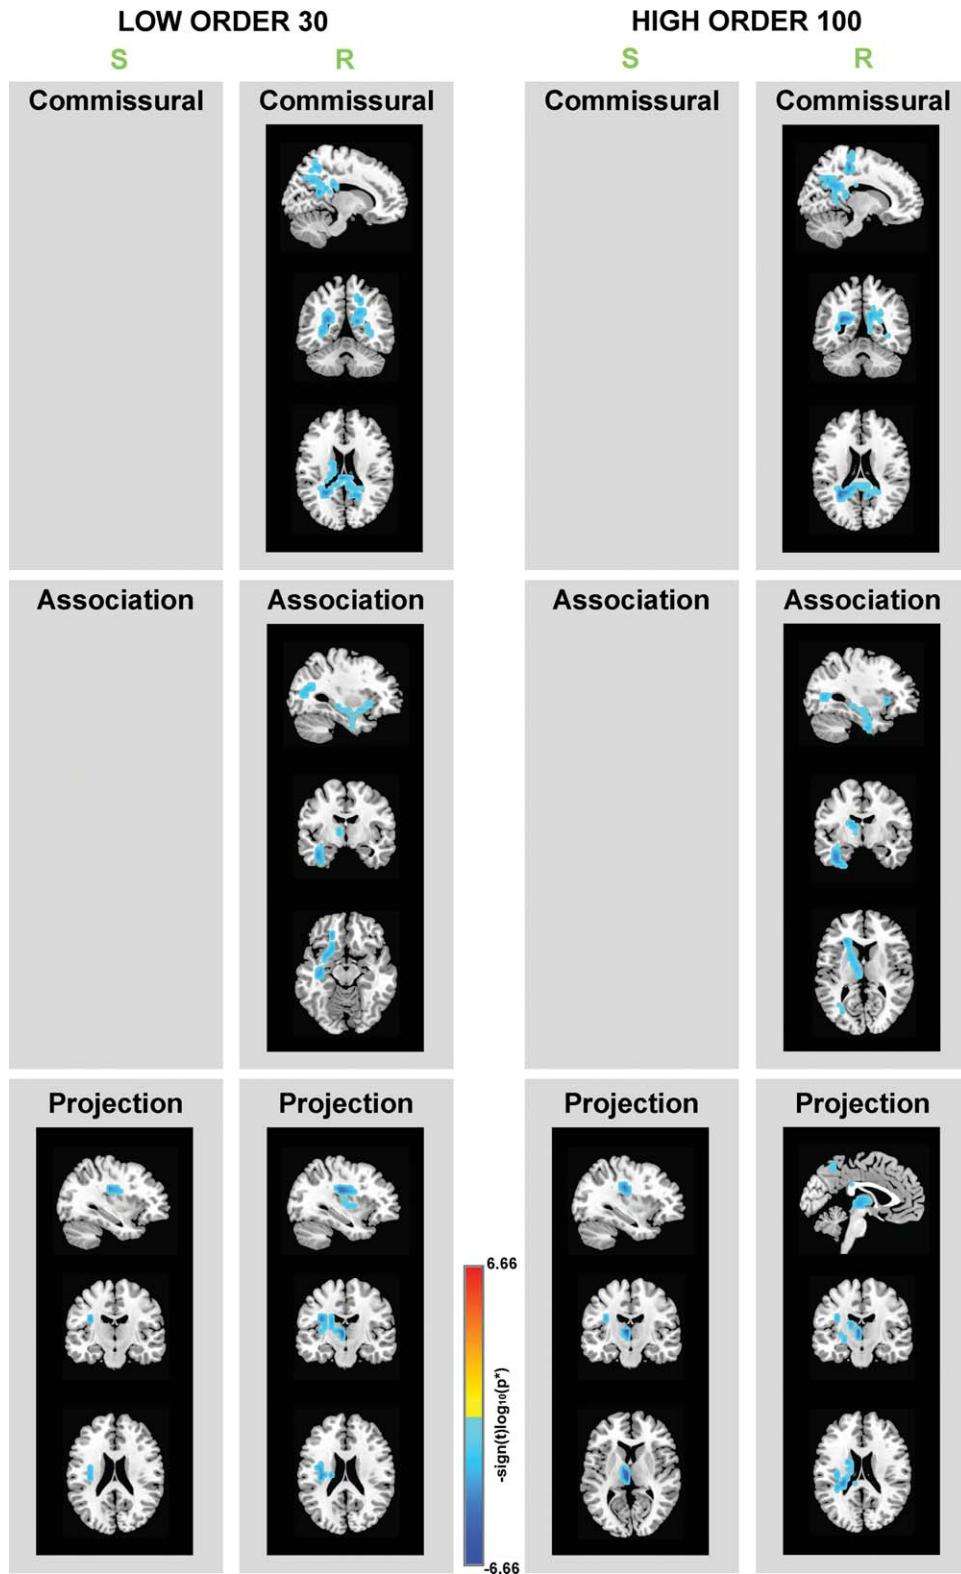 LOW ORDER 30 HIGH ORDER 100
S R S R
Commissural Commissural Commissural Commissural
Association Association Association Association
Projection Projection Projection Projection
6.66
-sign(t)log₁₀(p*)
-6.66